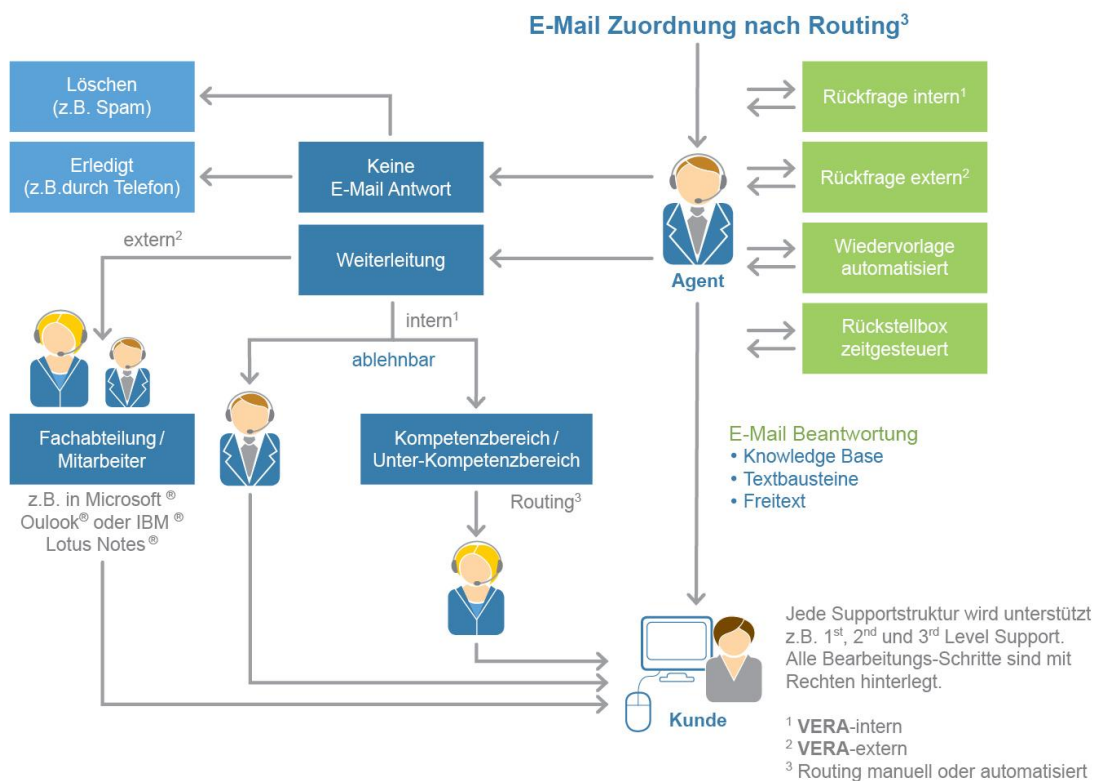 E-Mail Zuordnung nach Routing³
Löschen
(z.B. Spam)
Erledigt
(z.B.durch Telefon)
Keine
E-Mail Antwort
Weiterleitung
extern²
intern¹
ablehnbar
Agent
Rückfrage intern¹
Rückfrage extern²
Wiedervorlage
automatisiert
Rückstellbox
zeitgesteuert
Fachabteilung /
Mitarbeiter
z.B. in Microsoft ®
Oulook® oder IBM ®
Lotus Notes ®
Kompetenzbereich /
Unter-Kompetenzbereich
Routing³
E-Mail Beantwortung
• Knowledge Base
• Textbausteine
• Freitext
Kunde
Jede Supportstruktur wird unterstützt
z.B. 1st, 2nd und 3rd Level Support.
Alle Bearbeitungs-Schritte sind mit
Rechten hinterlegt.
¹ VERA-intern
² VERA-extern
³ Routing manuell oder automatisiert